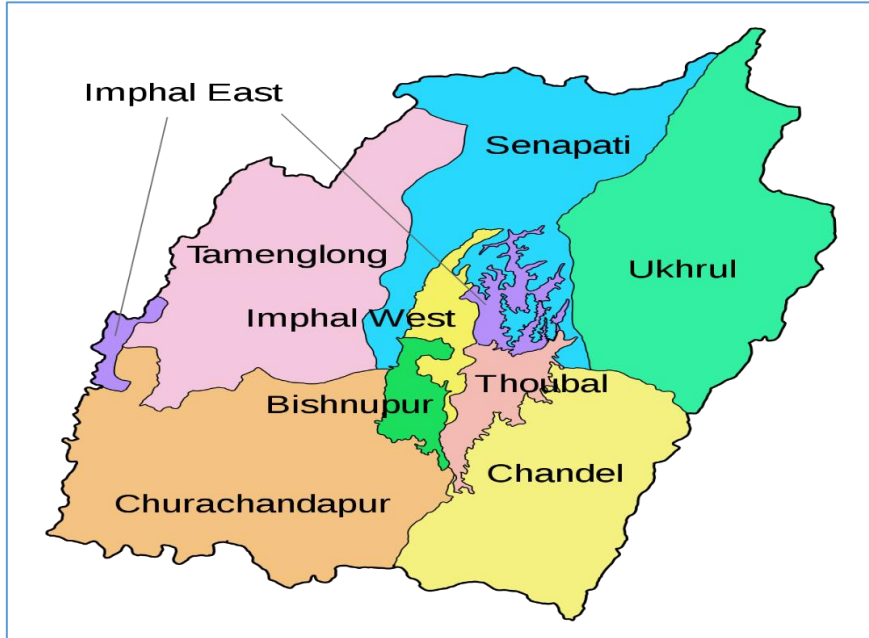 Imphal East
Senapati
Tamenglong
Ukhrul
Imphal West
Thoubal
Bishnupur
Chandel
Churachandapur